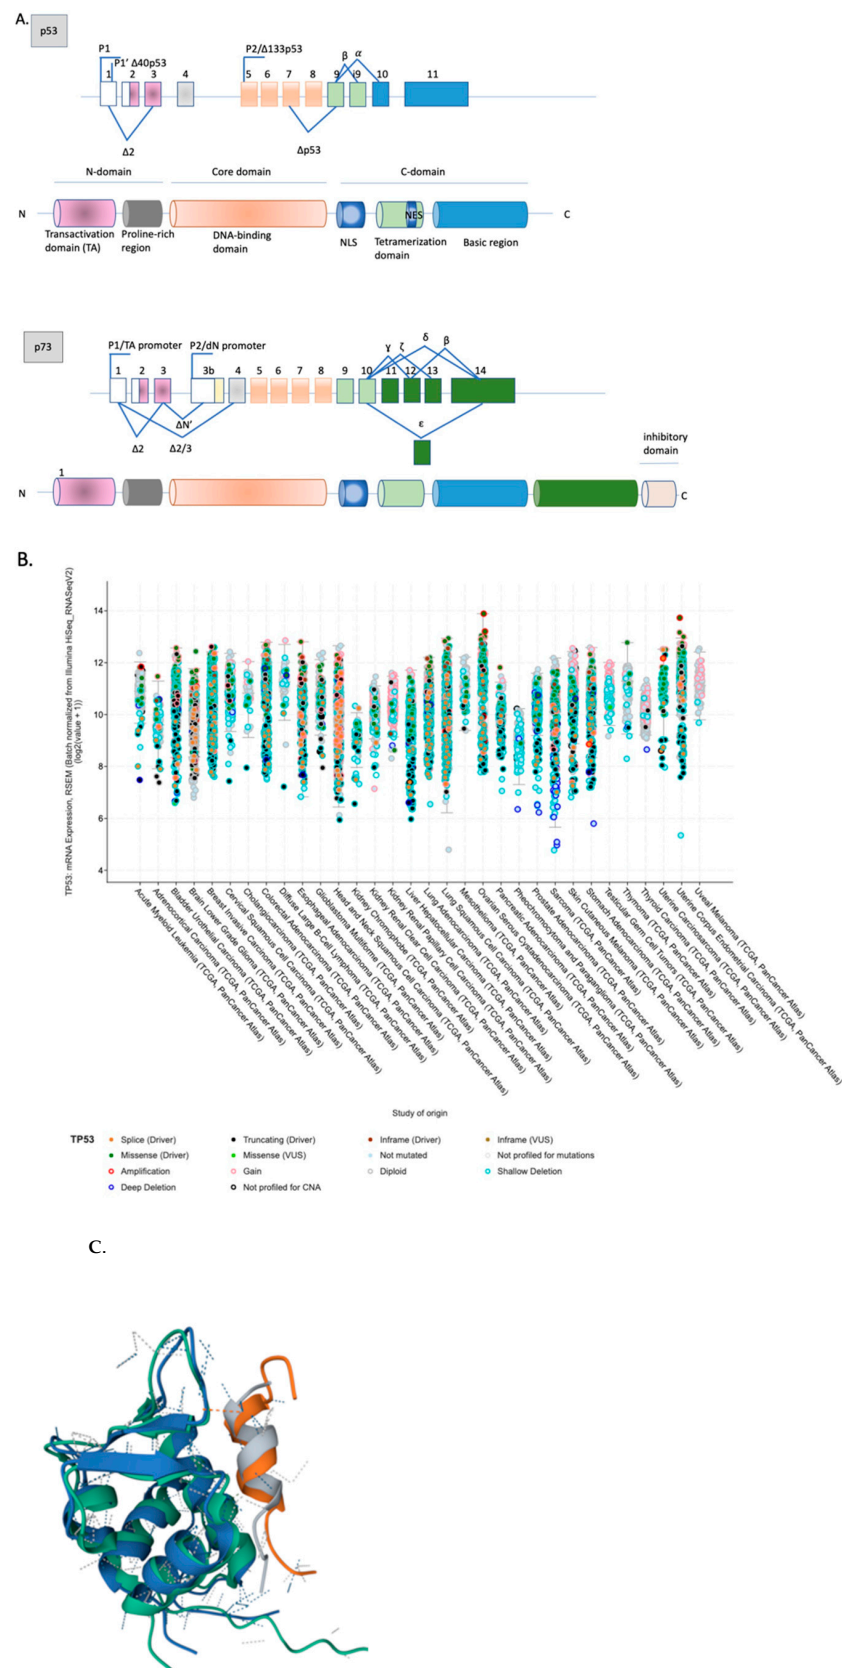 A.
p53
P1
P1′ Δ40p53
P2/Δ133p53
β
α
1
2
3
4
5
6
7
8
9
i9
10
11
Δ2
Δp53
N-domain
Core domain
C-domain
N
NES
C
Transactivation
domain (TA)
Proline-rich
region
DNA-binding
domain
NLS
Tetramerization
domain
Basic region
p73
P1/TA promoter
P2/dN promoter
γ
ζ
δ
β
1
2
3
3b
4
5
6
7
8
9
10
11
12
13
14
ΔN′
Δ2
Δ2/3
ε
inhibitory
domain
1
N
C
B.
TP53: mRNA Expression, RSEM (Batch normalized from Illumina HiSeq_RNASeqV2)
(log2(value + 1))
14
12
10
8
6
4
Acute Myeloid Leukemia (TCGA, PanCancer Atlas)
Adrenocortical Carcinoma (TCGA, PanCancer Atlas)
Bladder Urothelial Carcinoma (TCGA, PanCancer Atlas)
Brain Lower Grade Glioma (TCGA, PanCancer Atlas)
Breast Invasive Carcinoma (TCGA, PanCancer Atlas)
Cervical Squamous Cell Carcinoma (TCGA, PanCancer Atlas)
Cholangiocarcinoma (TCGA, PanCancer Atlas)
Colorectal Adenocarcinoma (TCGA, PanCancer Atlas)
Diffuse Large B-Cell Lymphoma (TCGA, PanCancer Atlas)
Esophageal Adenocarcinoma (TCGA, PanCancer Atlas)
Glioblastoma Multiforme (TCGA, PanCancer Atlas)
Head and Neck Squamous Cell Carcinoma (TCGA, PanCancer Atlas)
Kidney Chromophobe (TCGA, PanCancer Atlas)
Kidney Renal Clear Cell Carcinoma (TCGA, PanCancer Atlas)
Kidney Renal Papillary Cell Carcinoma (TCGA, PanCancer Atlas)
Liver Hepatocellular Carcinoma (TCGA, PanCancer Atlas)
Lung Adenocarcinoma (TCGA, PanCancer Atlas)
Lung Squamous Cell Carcinoma (TCGA, PanCancer Atlas)
Mesothelioma (TCGA, PanCancer Atlas)
Ovarian Serous Cystadenocarcinoma (TCGA, PanCancer Atlas)
Pancreatic Adenocarcinoma (TCGA, PanCancer Atlas)
Pheochromocytoma and Paraganglioma (TCGA, PanCancer Atlas)
Prostate Adenocarcinoma (TCGA, PanCancer Atlas)
Sarcoma (TCGA, PanCancer Atlas)
Skin Cutaneous Melanoma (TCGA, PanCancer Atlas)
Stomach Adenocarcinoma (TCGA, PanCancer Atlas)
Testicular Germ Cell Tumors (TCGA, PanCancer Atlas)
Thymoma (TCGA, PanCancer Atlas)
Thyroid Carcinoma (TCGA, PanCancer Atlas)
Uterine Carcinosarcoma (TCGA, PanCancer Atlas)
Uterine Corpus Endometrial Carcinoma (TCGA, PanCancer Atlas)
Uveal Melanoma (TCGA, PanCancer Atlas)
Study of origin
TP53
Splice (Driver)
Truncating (Driver)
Inframe (Driver)
Inframe (VUS)
Missense (Driver)
Missense (VUS)
Not mutated
Not profiled for mutations
Amplification
Gain
Diploid
Shallow Deletion
Deep Deletion
Not profiled for CNA
C.